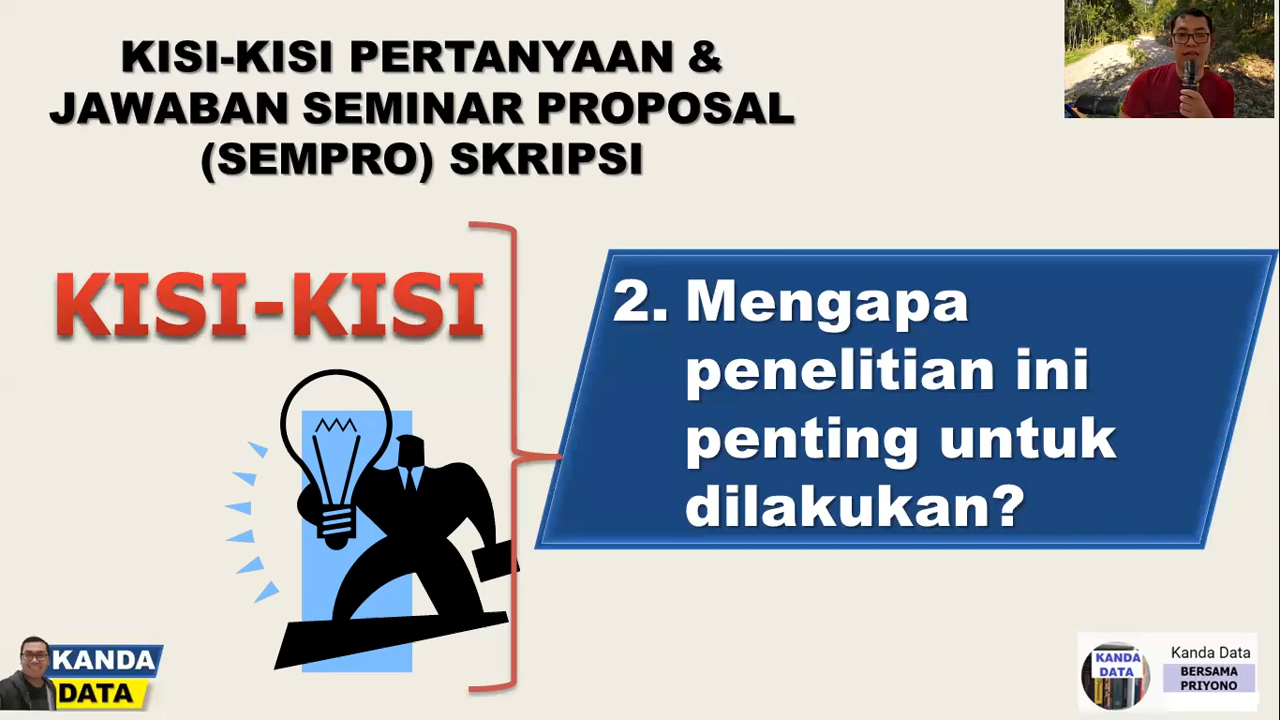 KISI-KISI PERTANYAAN &
JAWABAN SEMINAR PROPOSAL
(SEMPRO) SKRIPSI
KISI-KISI
2. Mengapa
penelitian ini
penting untuk
dilakukan?
KANDA
DATA
KANDA
DATA
Kanda Data
BERSAMA
PRIYONO